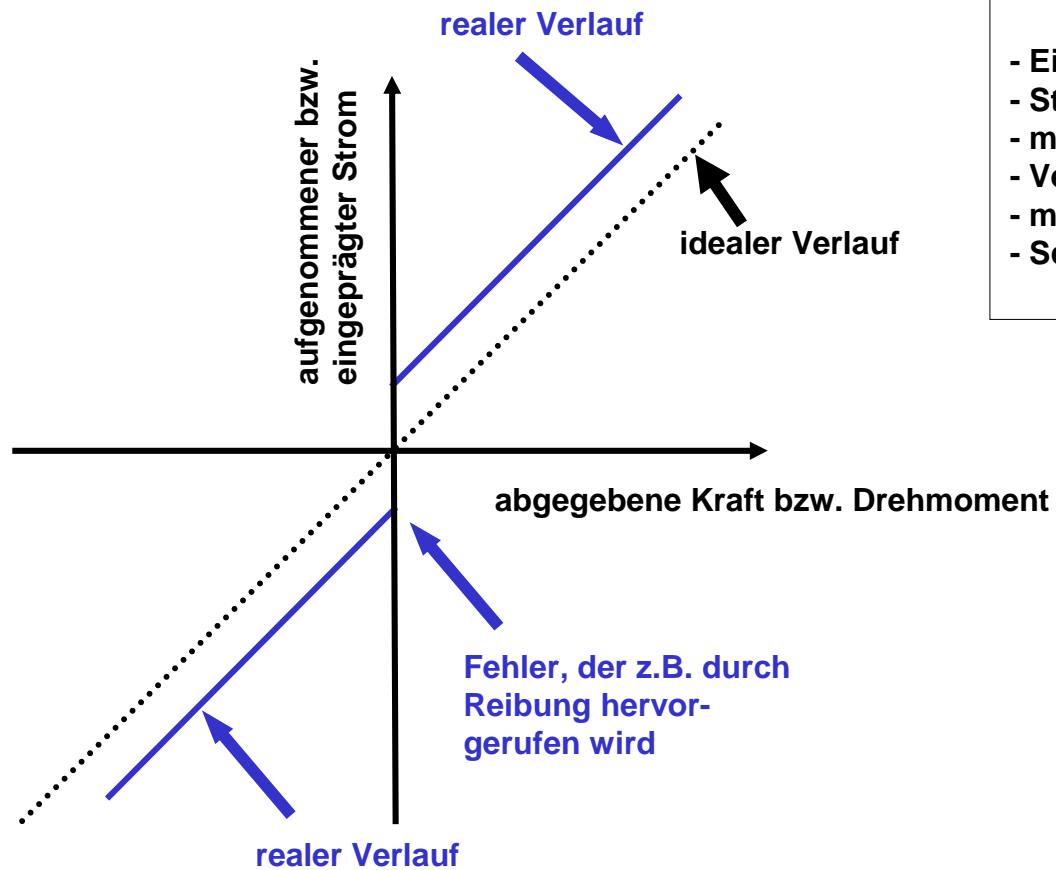 realer Verlauf
aufgenommener bzw.
eingeprägter Strom
idealer Verlauf
abgegebene Kraft bzw. Drehmoment
Fehler, der z.B. durch
Reibung hervor-
gerufen wird
realer Verlauf